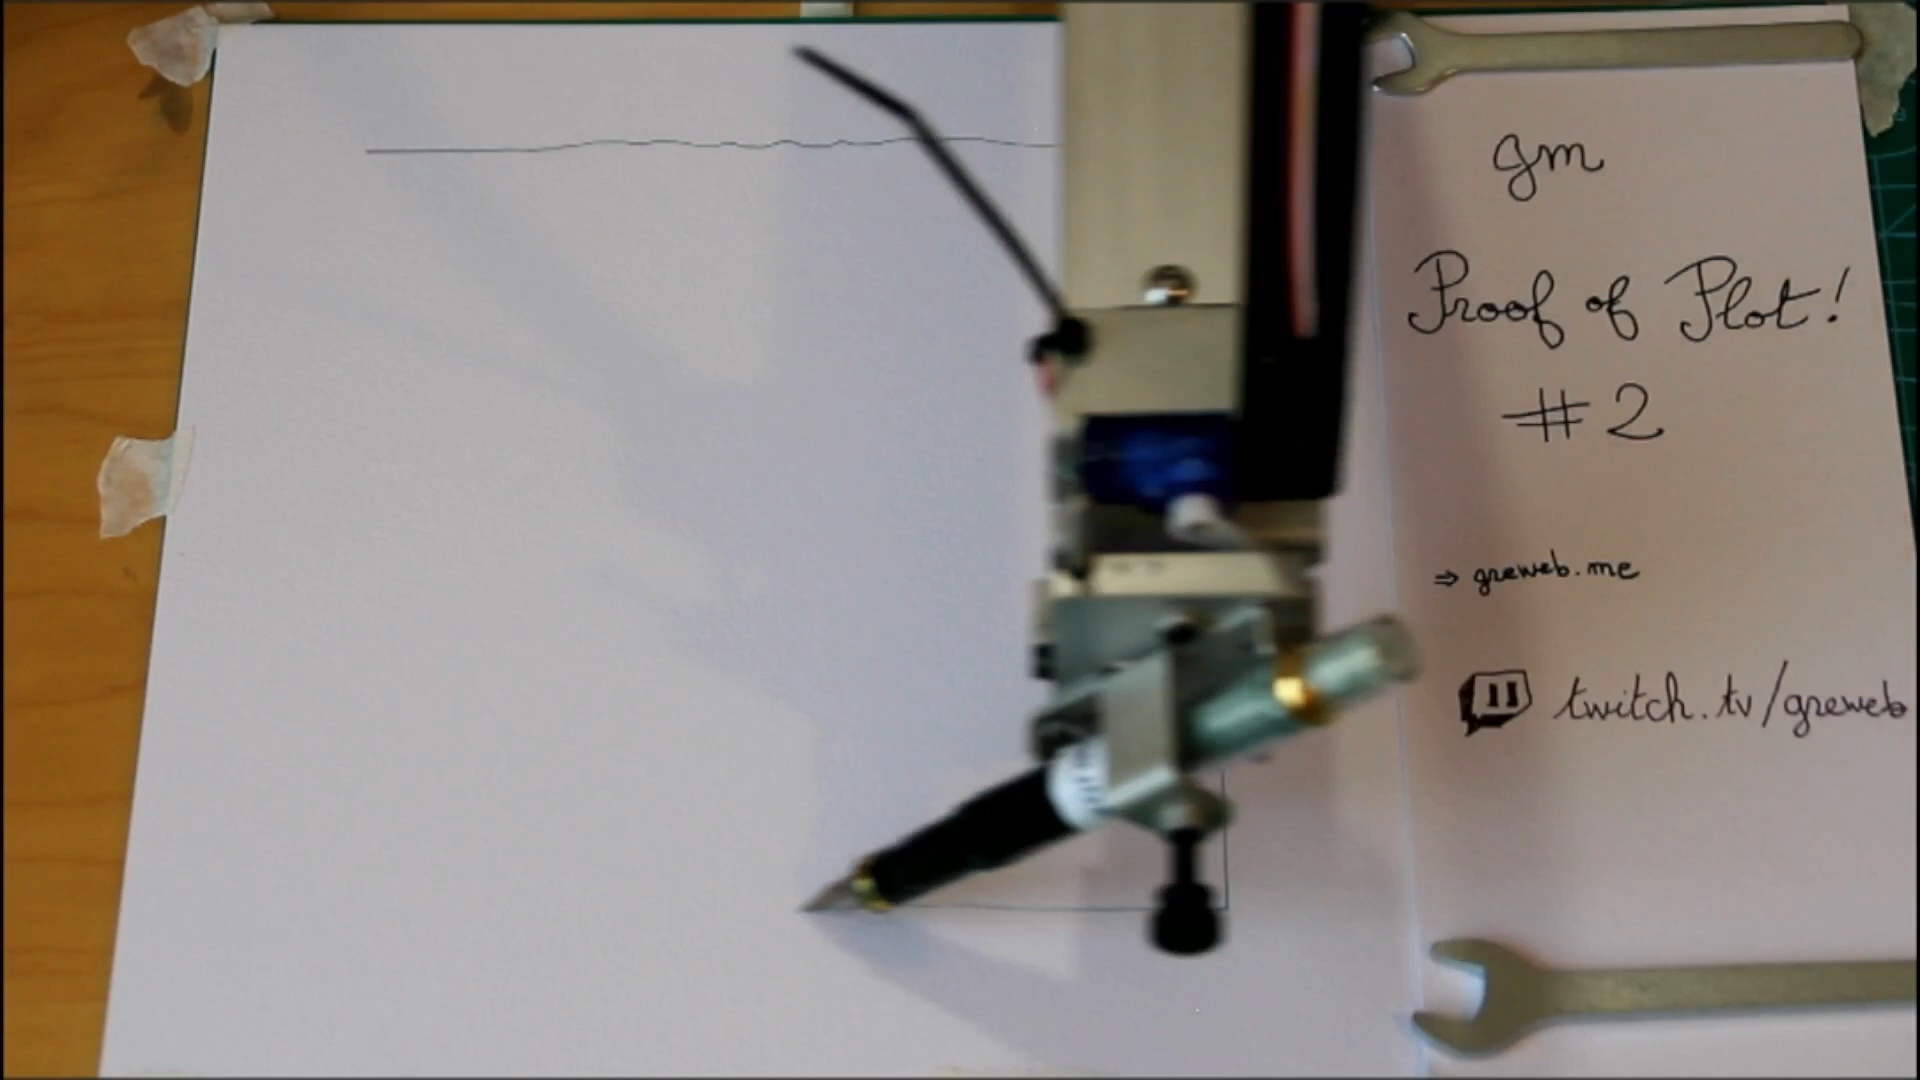 gm
Proof of Plot!
#2
⇒ greweb.me
twitch.tv/greweb